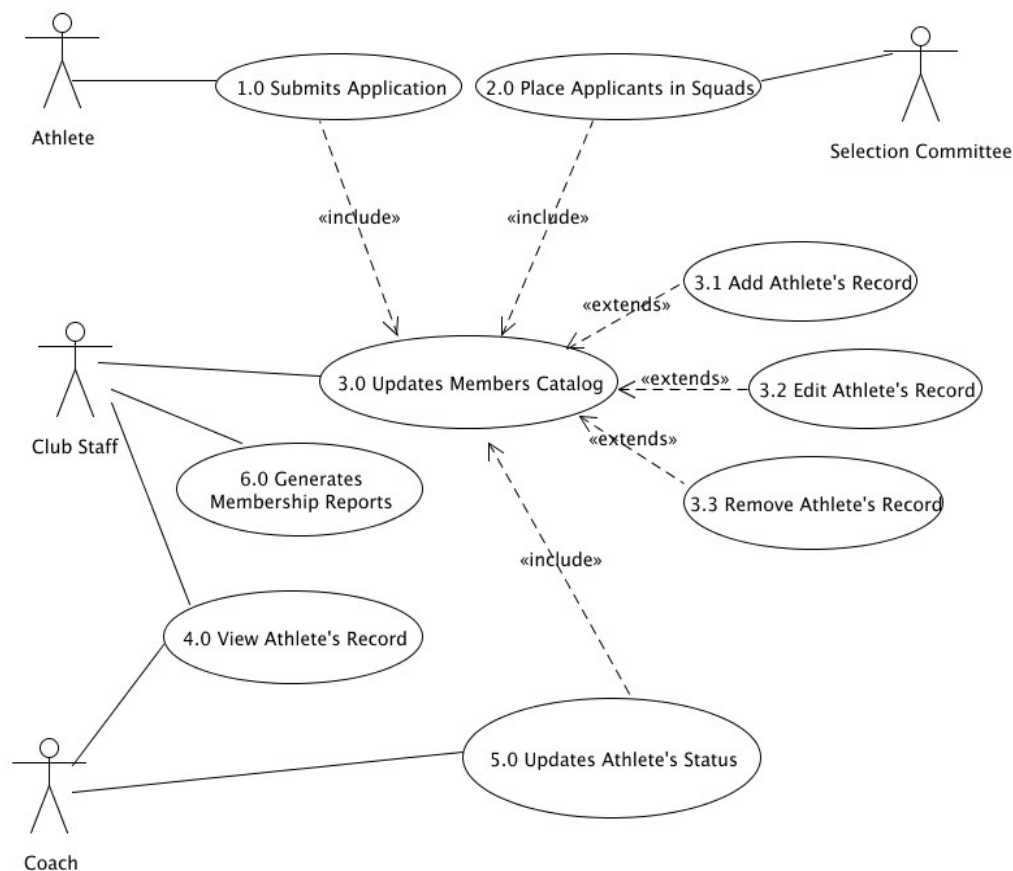 1.0 Submits Application
2.0 Place Applicants in Squads
Athlete
Selection Committee
«include»
«include»
3.1 Add Athlete's Record
«extends»
3.0 Updates Members Catalog
«extends»
3.2 Edit Athlete's Record
Club Staff
«extends»
6.0 Generates
Membership Reports
3.3 Remove Athlete's Record
«include»
4.0 View Athlete's Record
5.0 Updates Athlete's Status
Coach